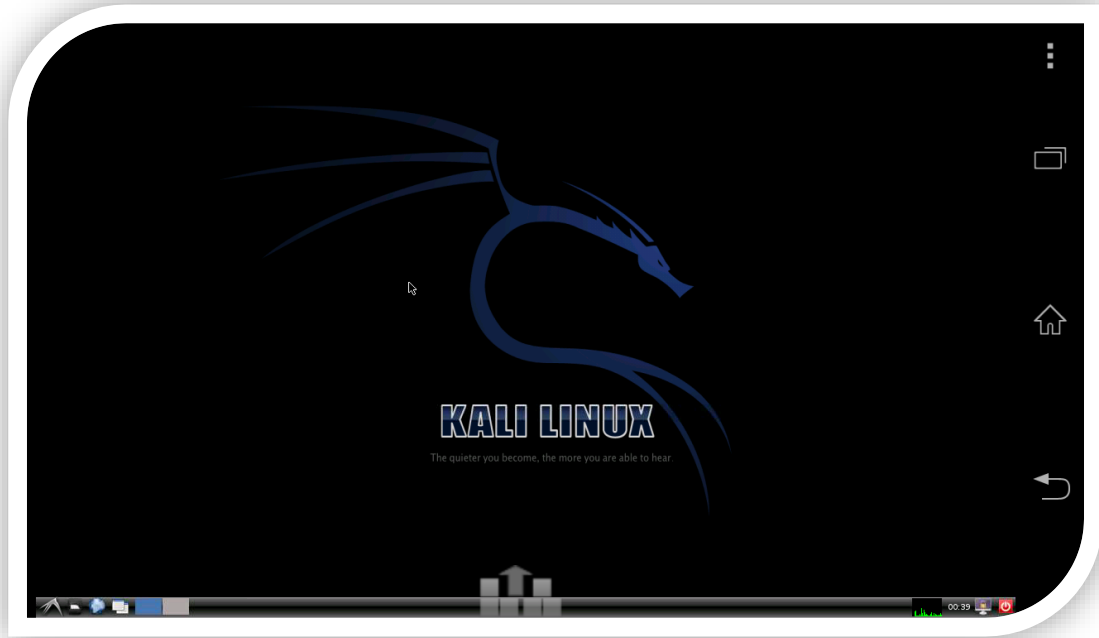 KALI LINUX
The quieter you become, the more you are able to hear.
00:39